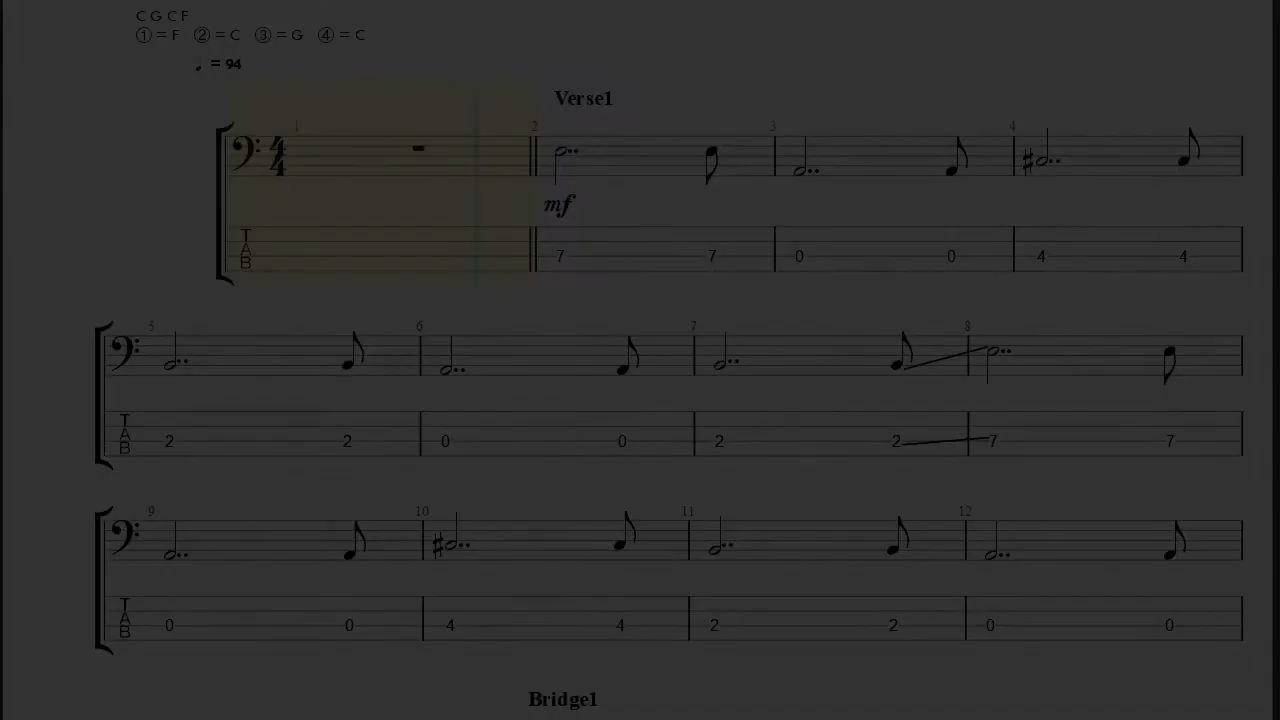 C G C F
① = F ② = C ③ = G ④ = C
= 94
Verse1
1 2 3 4
4
4
mf
T
A
B
7 7 0 0 4 4
5 6 7 8
T
A
B
2 2 0 0 2 2 7 7
9 10 11 12
T
A
B
0 0 4 4 2 2 0 0
Bridge1